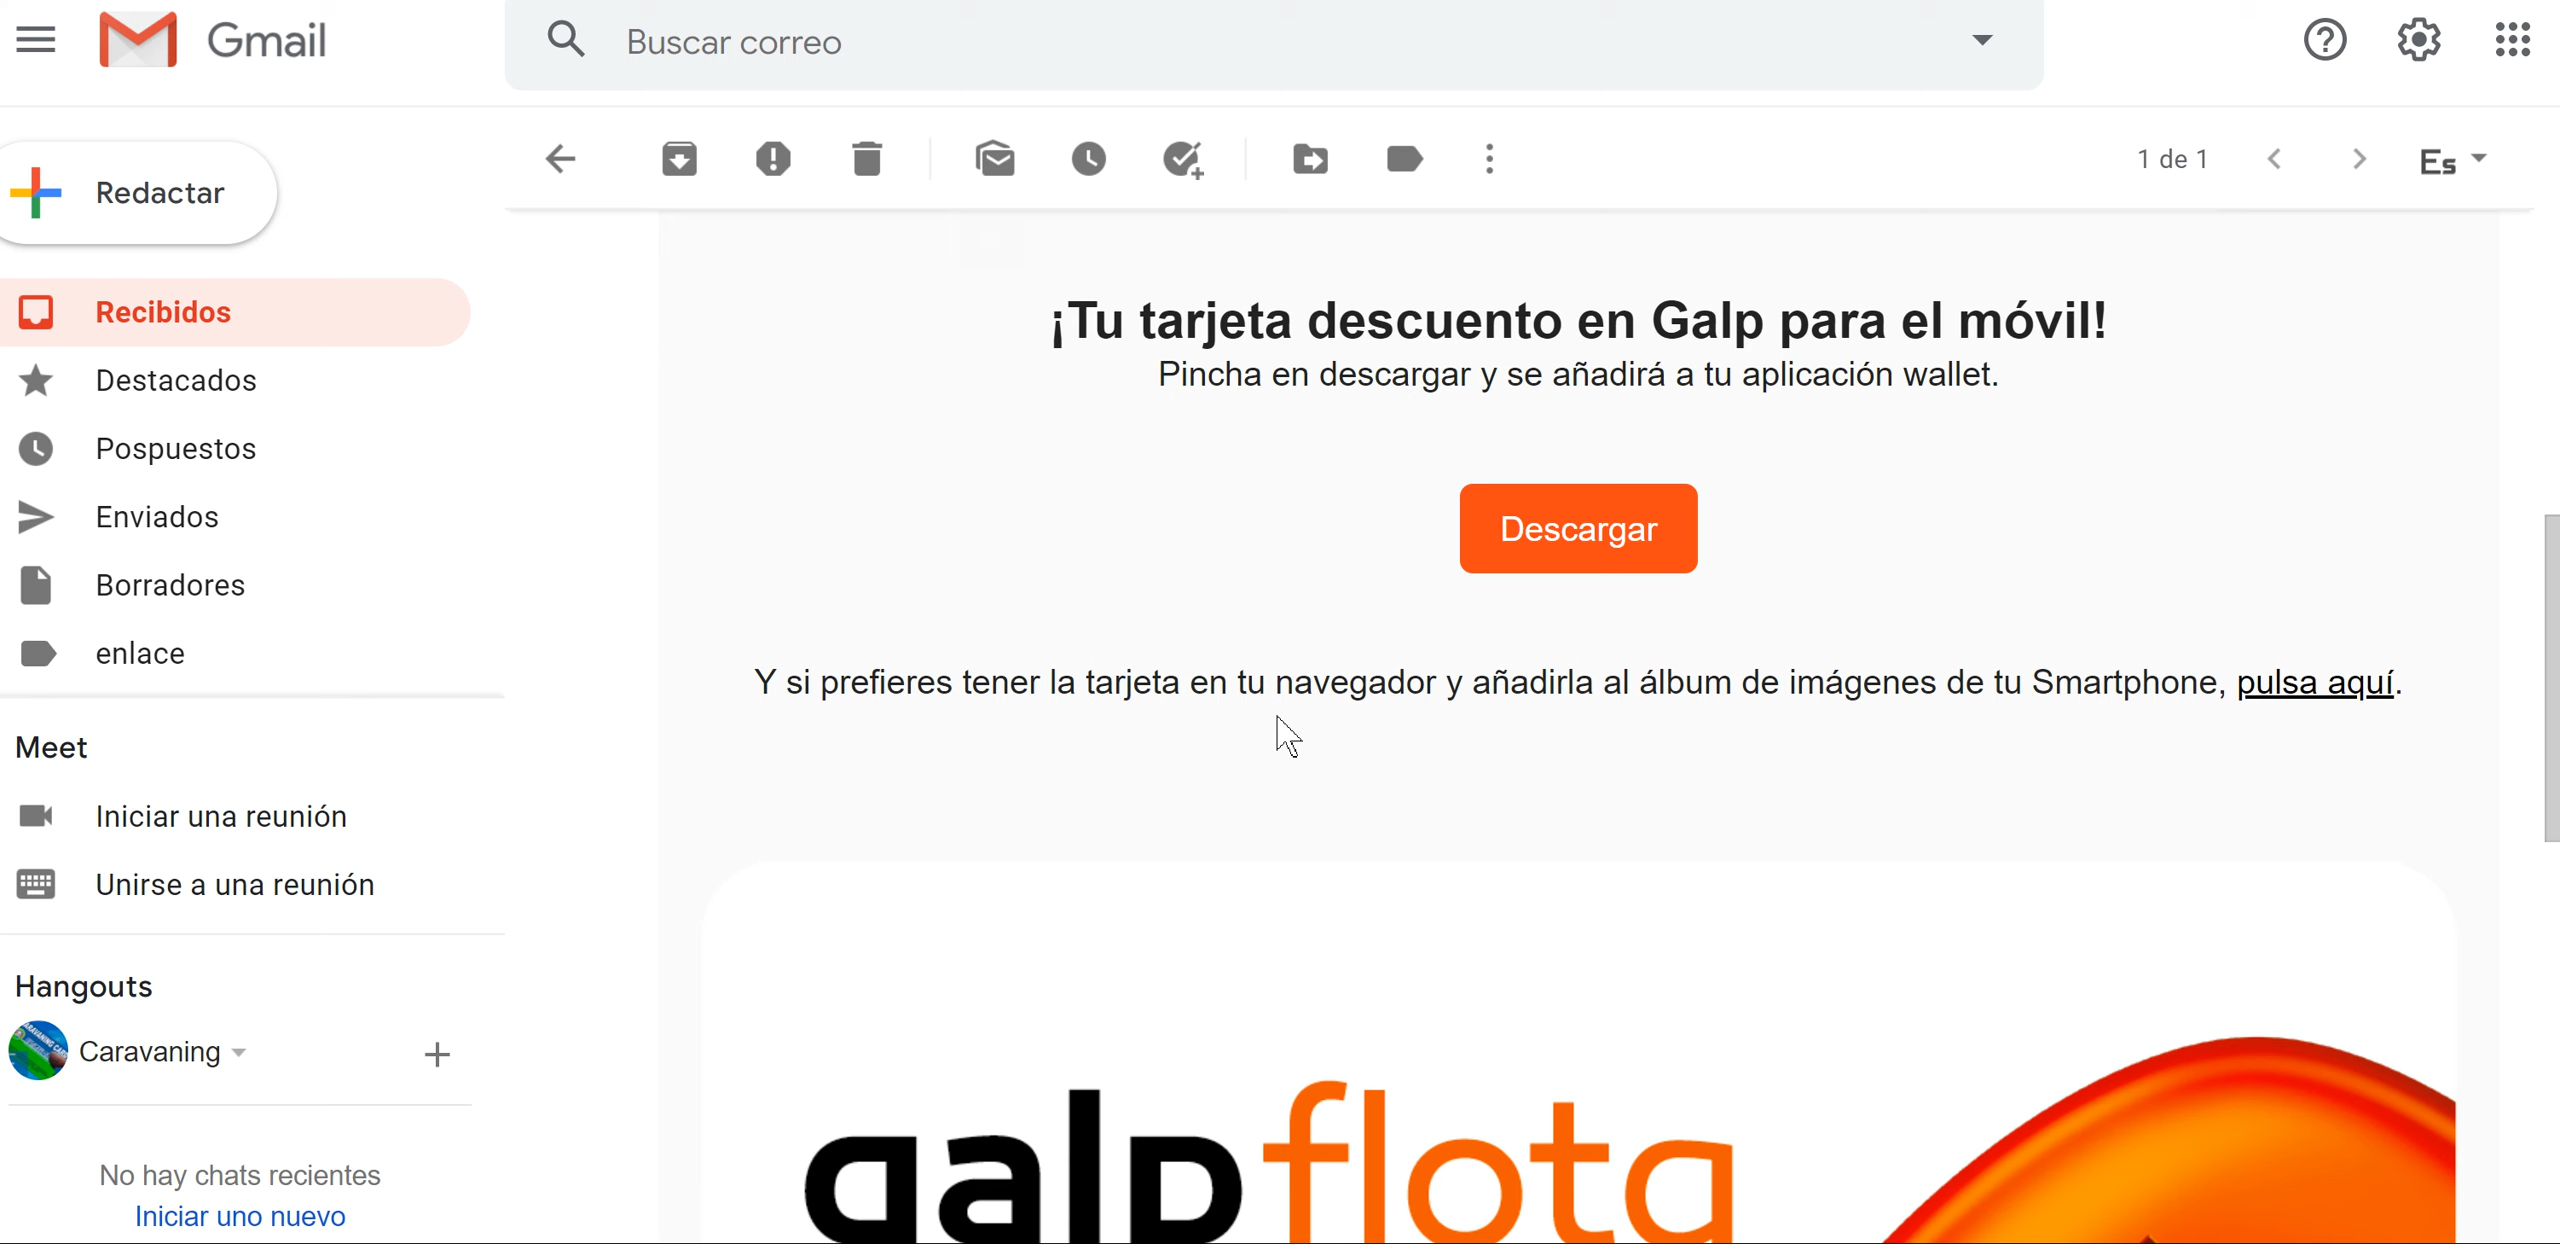 Gmail
Buscar correo
1 de 1
Es
Redactar
Recibidos
Destacados
Pospuestos
Enviados
Borradores
enlace
Meet
Iniciar una reunión
Unirse a una reunión
Hangouts
Caravaning
No hay chats recientes
Iniciar uno nuevo
¡Tu tarjeta descuento en Galp para el móvil!
Pincha en descargar y se añadirá a tu aplicación wallet.
Descargar
Y si prefieres tener la tarjeta en tu navegador y añadirla al álbum de imágenes de tu Smartphone, pulsa aquí.
galpflota